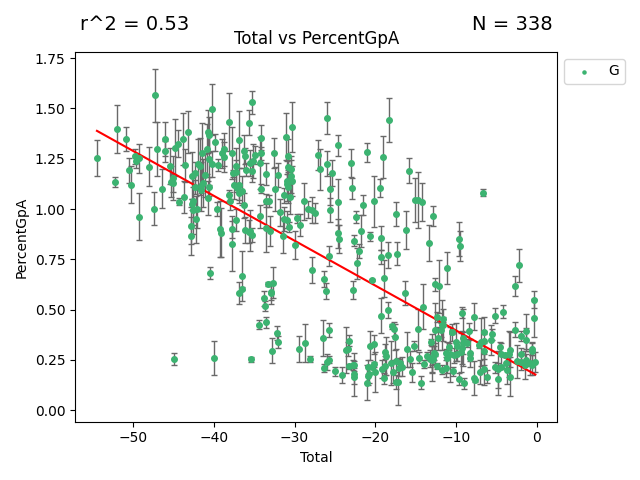 r^2 = 0.53
N = 338
Total vs PercentGpA
G
PercentGpA
1.75
1.50
1.25
1.00
0.75
0.50
0.25
0.00
−50 −40 −30 −20 −10 0
Total